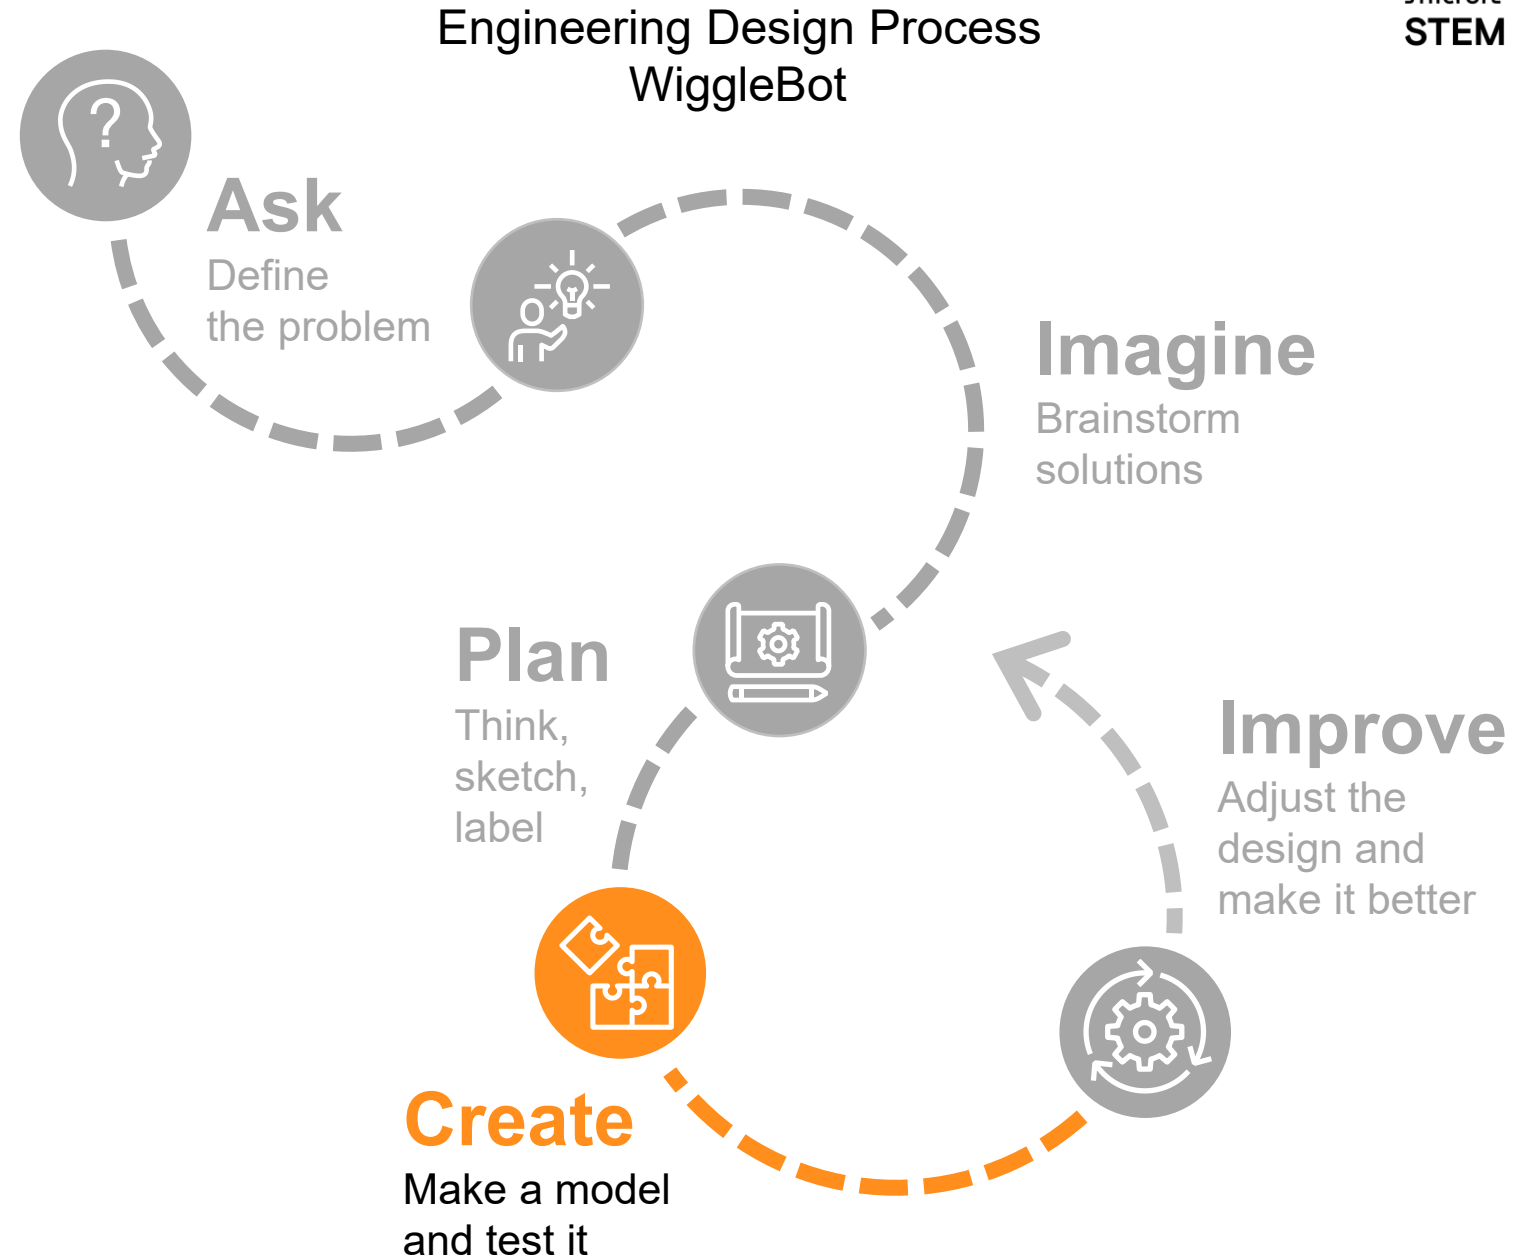 Engineering Design Process
WiggleBot
STEM
?
Ask
Define
the problem
Imagine
Brainstorm
solutions
Plan
Think,
sketch,
label
Improve
Adjust the
design and
make it better
Create
Make a model
and test it